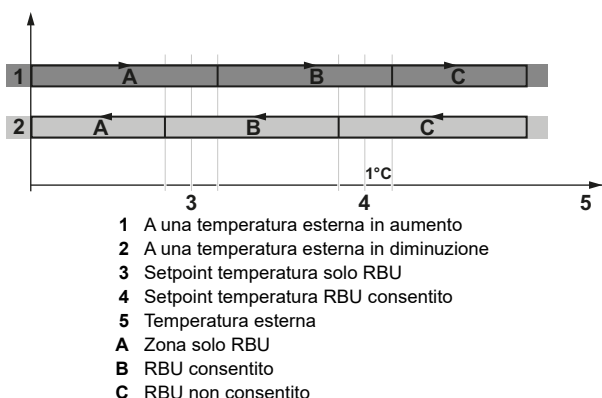 1 A B C
2 A B C
1°C
3 4 5
1 A una temperatura esterna in aumento
2 A una temperatura esterna in diminuzione
3 Setpoint temperatura solo RBU
4 Setpoint temperatura RBU consentito
5 Temperatura esterna
A Zona solo RBU
B RBU consentito
C RBU non consentito